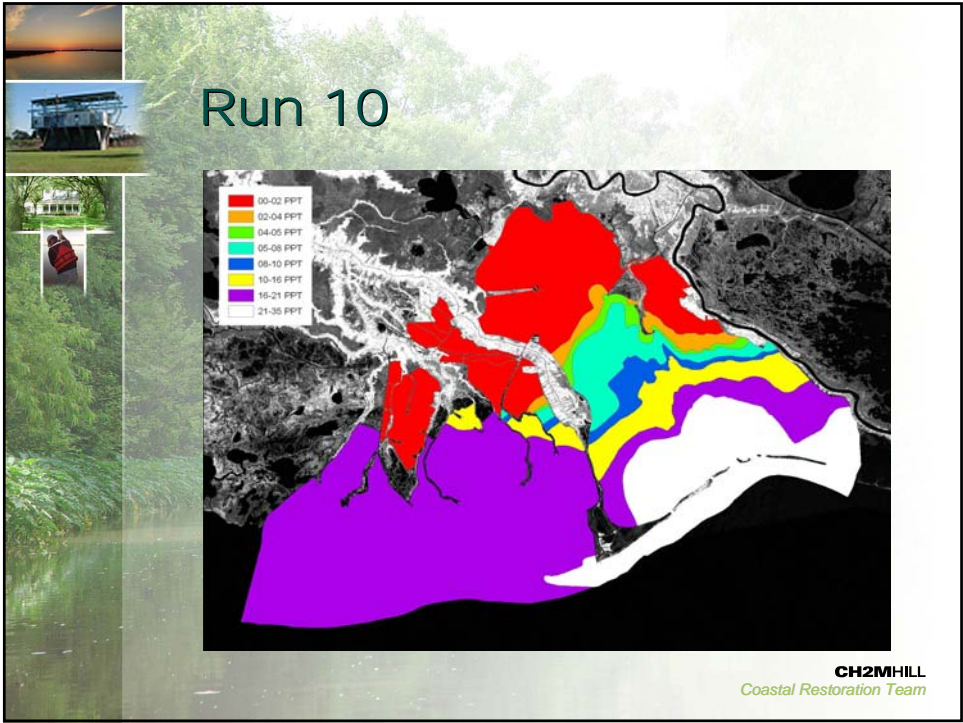 Run 10
00-02 PPT
02-04 PPT
04-05 PPT
05-08 PPT
08-10 PPT
10-16 PPT
16-21 PPT
21-35 PPT
CH2MHILL
Coastal Restoration Team